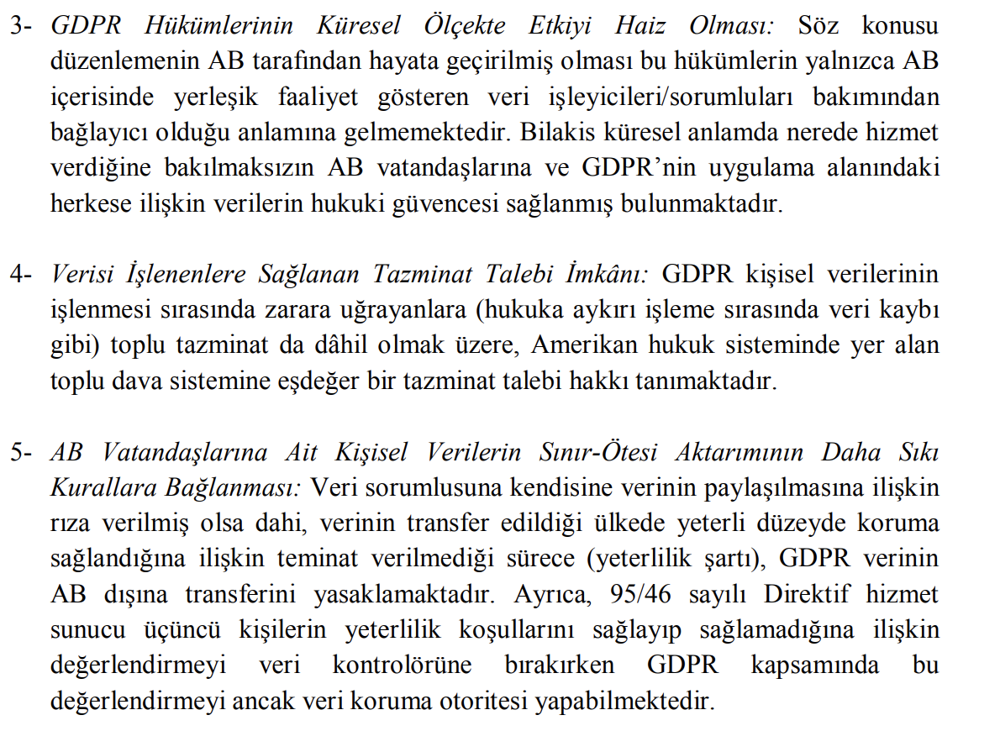 3- GDPR Hükümlerinin Küresel Ölçekte Etkiyi Haiz Olması: Söz konusu
düzenlemenin AB tarafından hayata geçirilmiş olması bu hükümlerin yalnızca AB
içerisinde yerleşik faaliyet gösteren veri işleyicileri/sorumluları bakımından
bağlayıcı olduğu anlamına gelmemektedir. Bilakis küresel anlamda nerede hizmet
verdiğine bakılmaksızın AB vatandaşlarına ve GDPR’nin uygulama alanındaki
herkese ilişkin verilerin hukuki güvencesi sağlanmış bulunmaktadır.
4- Verisi İşlenenlere Sağlanan Tazminat Talebi İmkânı: GDPR kişisel verilerinin
işlenmesi sırasında zarara uğrayanlara (hukuka aykırı işleme sırasında veri kaybı
gibi) toplu tazminat da dâhil olmak üzere, Amerikan hukuk sisteminde yer alan
toplu dava sistemine eşdeğer bir tazminat talebi hakkı tanımaktadır.
5- AB Vatandaşlarına Ait Kişisel Verilerin Sınır-Ötesi Aktarımının Daha Sıkı
Kurallara Bağlanması: Veri sorumlusuna kendisine verinin paylaşılmasına ilişkin
rıza verilmiş olsa dahi, verinin transfer edildiği ülkede yeterli düzeyde koruma
sağlandığına ilişkin teminat verilmediği sürece (yeterlilik şartı), GDPR verinin
AB dışına transferini yasaklamaktadır. Ayrıca, 95/46 sayılı Direktif hizmet
sunucu üçüncü kişilerin yeterlilik koşullarını sağlayıp sağlamadığına ilişkin
değerlendirmeyi veri kontrolörüne bırakırken GDPR kapsamında bu
değerlendirmeyi ancak veri koruma otoritesi yapabilmektedir.